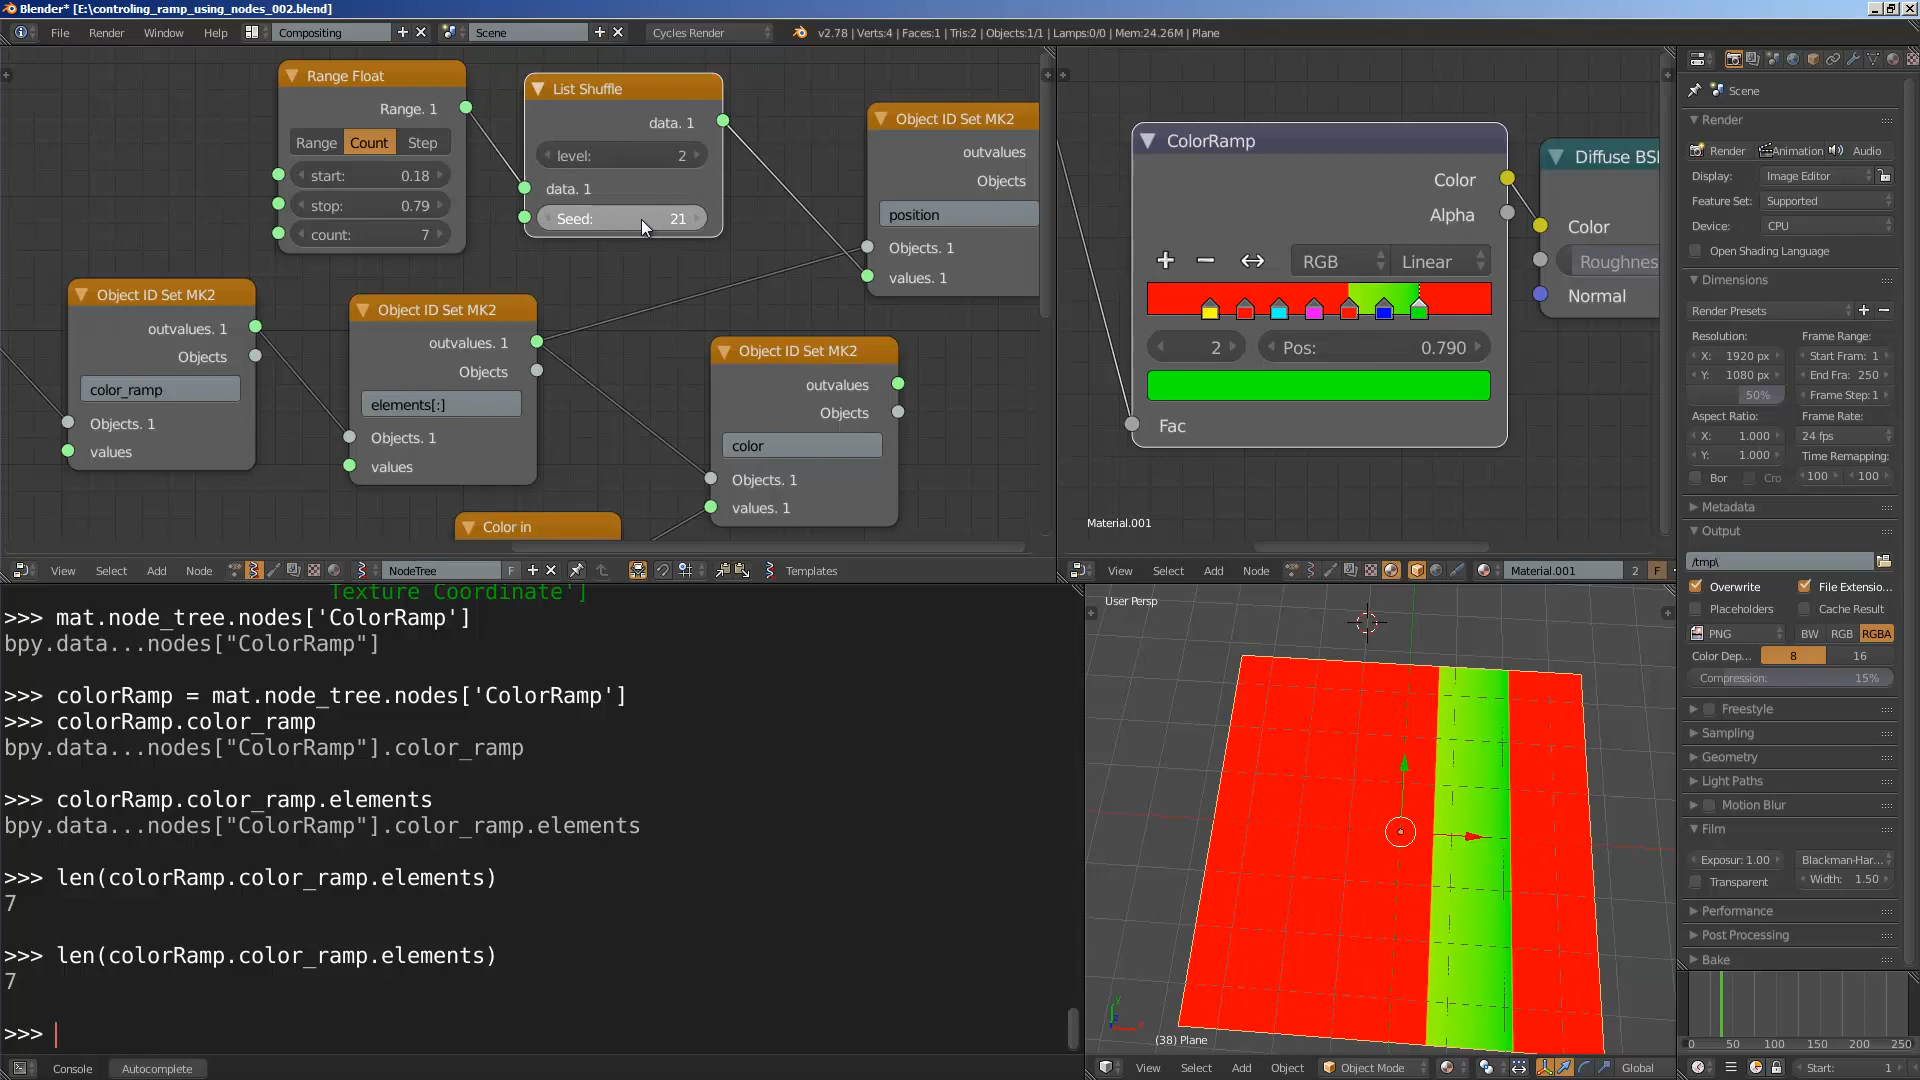 Blender* [E:\controling_ramp_using_nodes_002.blend]
File Render Window Help Compositing Scene Cycles Render v2.78 | Verts:4 | Faces:1 | Tris:2 | Objects:1/1 | Lamps:0/0 | Mem:24.26M | Plane
Range Float
Range. 1
Range Count Step
start: 0.18
stop: 0.79
count: 7
List Shuffle
data. 1
level: 2
data. 1
Seed: 21
Object ID Set MK2
outvalues
Objects
position
Objects. 1
values. 1
Object ID Set MK2
outvalues. 1
Objects
color_ramp
Objects. 1
values
Object ID Set MK2
outvalues. 1
Objects
elements[:]
Objects. 1
values
Object ID Set MK2
outvalues
Objects
color
Objects. 1
values. 1
Color in
View Select Add Node NodeTree F Templates
ColorRamp
Color
Alpha
RGB Linear
2 Pos: 0.790
Fac
Diffuse BSI
Color
Roughnes
Normal
Material.001
View Select Add Node Material.001 2 F
Texture Coordinate']
>>> mat.node_tree.nodes['ColorRamp']
bpy.data...nodes["ColorRamp"]
>>> colorRamp = mat.node_tree.nodes['ColorRamp']
>>> colorRamp.color_ramp
bpy.data...nodes["ColorRamp"].color_ramp
>>> colorRamp.color_ramp.elements
bpy.data...nodes["ColorRamp"].color_ramp.elements
>>> len(colorRamp.color_ramp.elements)
7
>>> len(colorRamp.color_ramp.elements)
7
>>>
Console Autocomplete
User Persp
(38) Plane
View Select Add Object Object Mode Global
Scene
Render
Render Animation Audio
Display: Image Editor
Feature Set: Supported
Device: CPU
Open Shading Language
Dimensions
Render Presets
Resolution: Frame Range:
X: 1920 px Start Fram: 1
Y: 1080 px End Fra: 250
50% Frame Step: 1
Aspect Ratio: Frame Rate:
X: 1.000 24 fps
Y: 1.000 Time Remapping:
Bor Cro 100 100
Metadata
Output
/tmp\
Overwrite File Extensio...
Placeholders Cache Result
PNG BW RGB RGBA
Color Dep... 8 16
Compression: 15%
Freestyle
Sampling
Geometry
Light Paths
Motion Blur
Film
Exposur: 1.00 Blackman-Har...
Transparent Width: 1.50
Performance
Post Processing
Bake
0 50 100 150 200 250
Start: 1